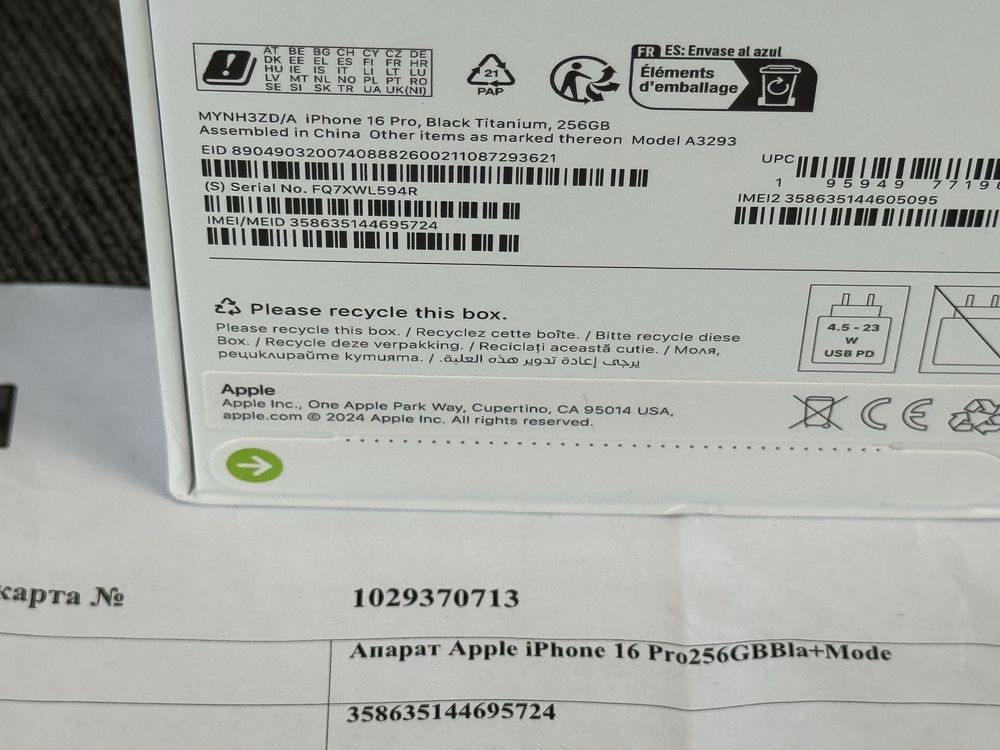 AT BE BG CH CY CZ DE
DK EE EL ES FI FR HR
HU IE IS IT LI LT LU
LV MT NL NO PL PT RO
SE SI SK TR UA UK(NI)
21
PAP
FR ES: Envase al azul
Éléments
d'emballage
MYNH3ZD/A iPhone 16 Pro, Black Titanium, 256GB
Assembled in China Other items as marked thereon Model A3293
EID 89049032007408882600211087293621
UPC
1 95949 77196
(S) Serial No. FQ7XWL594R
IMEI2 358635144605095
IMEI/MEID 358635144695724
Please recycle this box.
Please recycle this box. / Recyclez cette boîte. / Bitte recycle diese
Box. / Recycle deze verpakking. / Reciclați această cutie. / Моля,
рециклирайте кутията. / يرجى إعادة تدوير هذه العلبة.
4.5 - 23
W
USB PD
Apple
Apple Inc., One Apple Park Way, Cupertino, CA 95014 USA,
apple.com © 2024 Apple Inc. All rights reserved.
CE
карта № 1029370713
Апарат Apple iPhone 16 Pro256GBBla+Mode
358635144695724